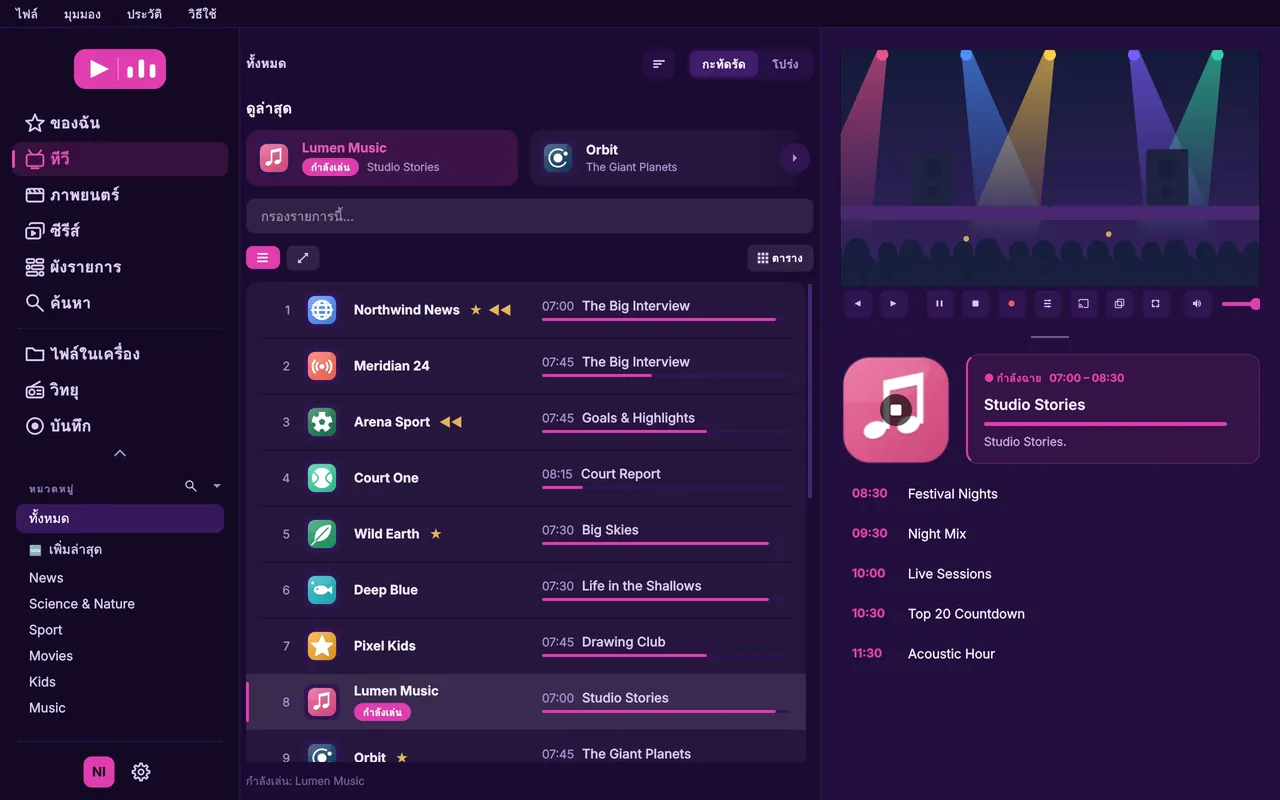 ไฟล์ มุมมอง ประวัติ วิธีใช้
ของฉัน
ทีวี
ภาพยนตร์
ซีรีส์
ผังรายการ
ค้นหา
ไฟล์ในเครื่อง
วิทยุ
บันทึก
หมวดหมู่
ทั้งหมด
เพิ่มล่าสุด
News
Science & Nature
Sport
Movies
Kids
Music
NI
ทั้งหมด
กะทัดรัด โปร่ง
ดูล่าสุด
Lumen Music
กำลังเล่น Studio Stories
Orbit
The Giant Planets
กรองรายการนี้...
ตาราง
1 Northwind News 07:00 The Big Interview
2 Meridian 24 07:45 The Big Interview
3 Arena Sport 07:45 Goals & Highlights
4 Court One 08:15 Court Report
5 Wild Earth 07:30 Big Skies
6 Deep Blue 07:30 Life in the Shallows
7 Pixel Kids 07:45 Drawing Club
8 Lumen Music 07:00 Studio Stories
กำลังเล่น
9 Orbit 07:45 The Giant Planets
กำลังเล่น: Lumen Music
กำลังฉาย 07:00 – 08:30
Studio Stories
Studio Stories.
08:30 Festival Nights
09:30 Night Mix
10:00 Live Sessions
10:30 Top 20 Countdown
11:30 Acoustic Hour